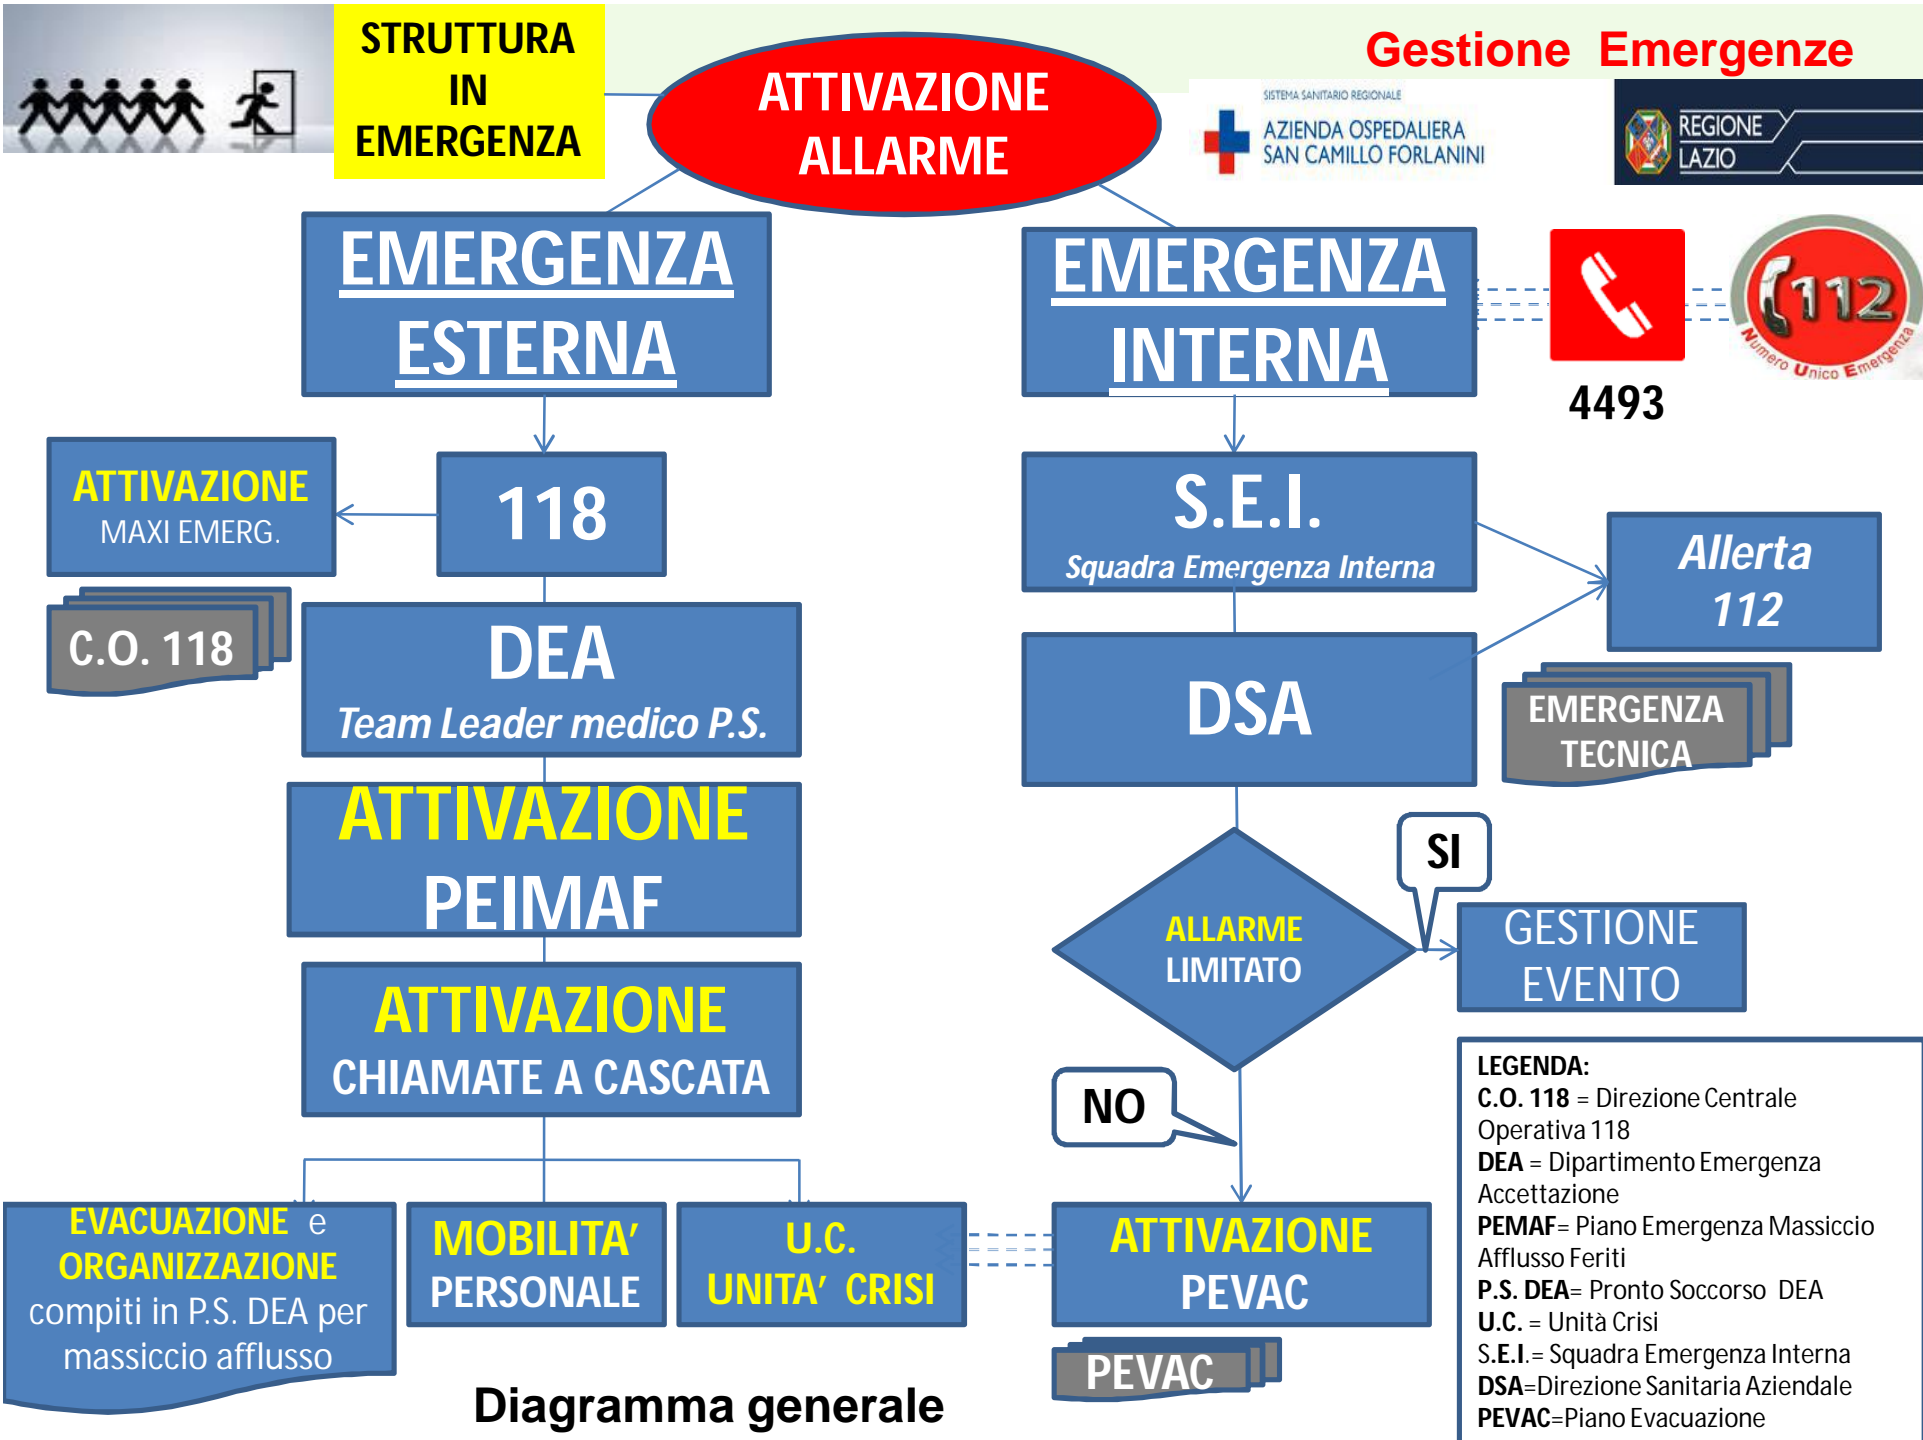 STRUTTURA
IN
EMERGENZA
ATTIVAZIONE
ALLARME
Gestione Emergenze
SISTEMA SANITARIO REGIONALE
AZIENDA OSPEDALIERA
SAN CAMILLO FORLANINI
REGIONE
LAZIO
EMERGENZA
ESTERNA
EMERGENZA
INTERNA
4493
112
Numero Unico Emergenza
ATTIVAZIONE
MAXI EMERG.
118
C.O. 118
S.E.I.
Squadra Emergenza Interna
Allerta
112
DEA
Team Leader medico P.S.
DSA
EMERGENZA
TECNICA
ATTIVAZIONE
PEIMAF
SI
ALLARME
LIMITATO
GESTIONE
EVENTO
ATTIVAZIONE
CHIAMATE A CASCATA
NO
EVACUAZIONE e
ORGANIZZAZIONE
compiti in P.S. DEA per
massiccio afflusso
MOBILITA’
PERSONALE
U.C.
UNITA’ CRISI
ATTIVAZIONE
PEVAC
PEVAC
LEGENDA:
C.O. 118 = Direzione Centrale
Operativa 118
DEA = Dipartimento Emergenza
Accettazione
PEMAF= Piano Emergenza Massiccio
Afflusso Feriti
P.S. DEA= Pronto Soccorso DEA
U.C. = Unità Crisi
S.E.I.= Squadra Emergenza Interna
DSA=Direzione Sanitaria Aziendale
PEVAC=Piano Evacuazione
Diagramma generale